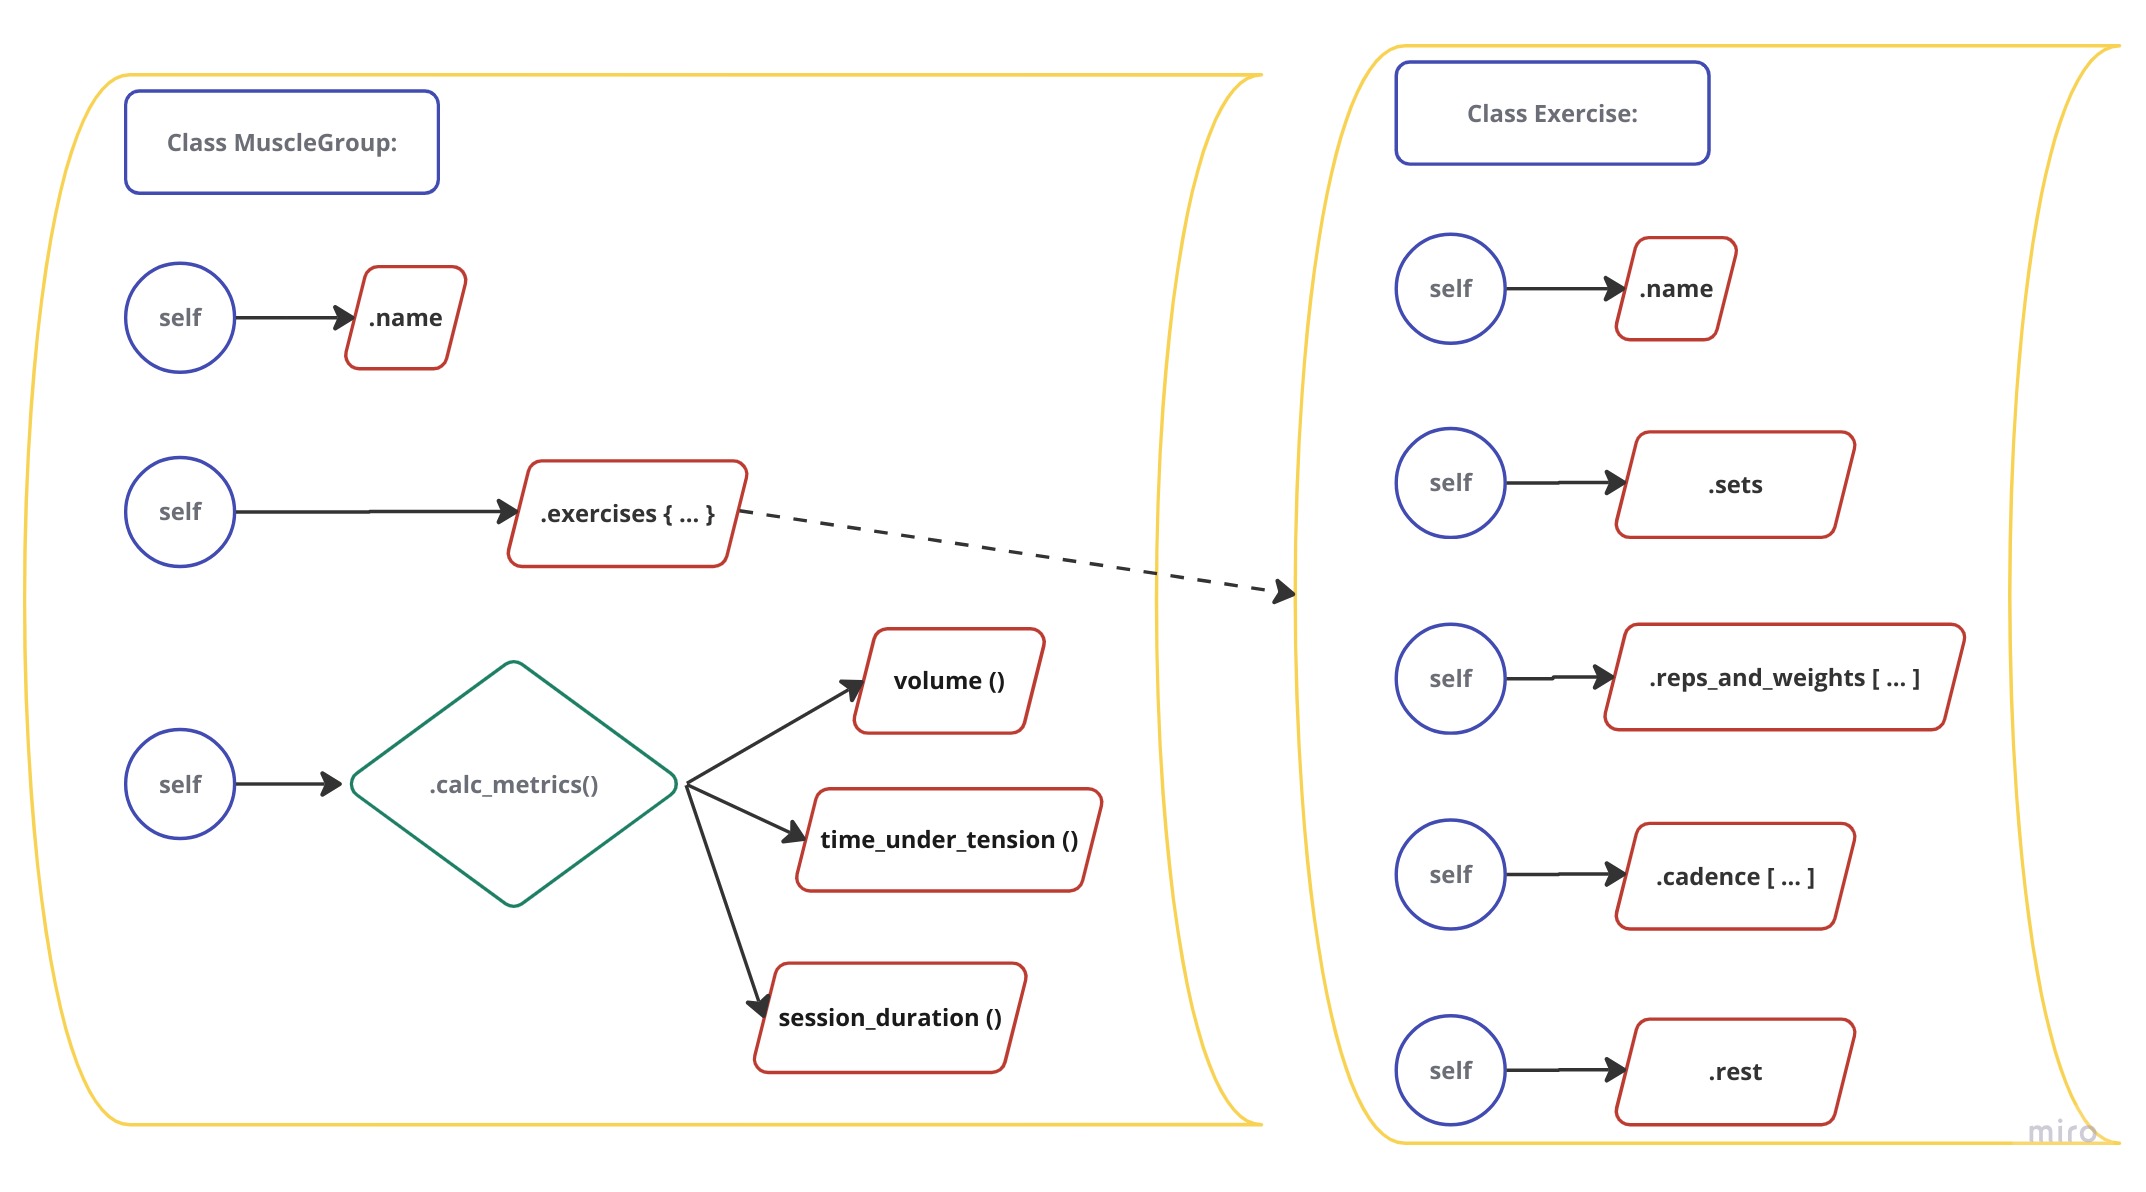 Class MuscleGroup:
self
.name
self
.exercises { ... }
self
.calc_metrics()
volume ()
time_under_tension ()
session_duration ()
Class Exercise:
self
.name
self
.sets
self
.reps_and_weights [ ... ]
self
.cadence [ ... ]
self
.rest
miro